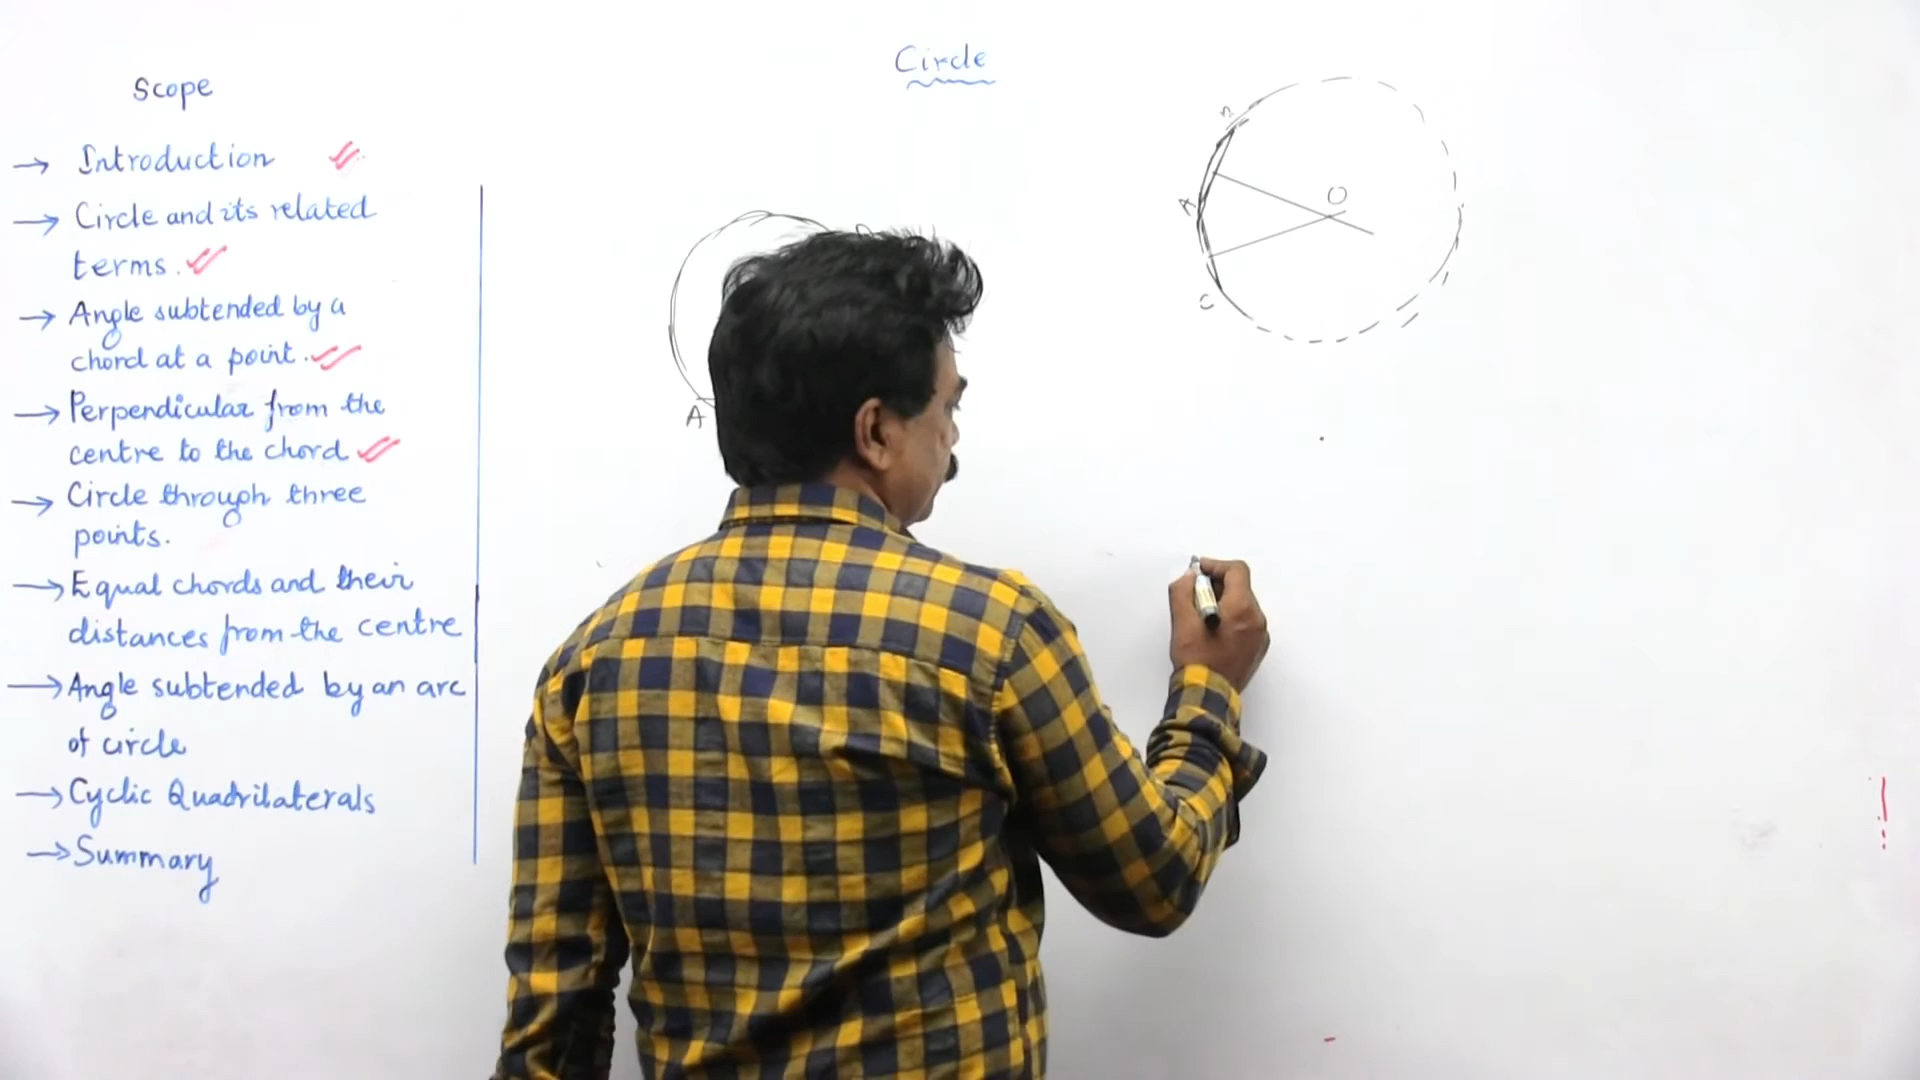 Circle
Scope
→ Introduction
→ Circle and its related
terms.
→ Angle subtended by a
chord at a point.
→ Perpendicular from the
centre to the chord
→ Circle through three
points.
→ Equal chords and their
distances from the centre
→ Angle subtended by an arc
of circle
→ Cyclic Quadrilaterals
→ Summary
A
A
O
C